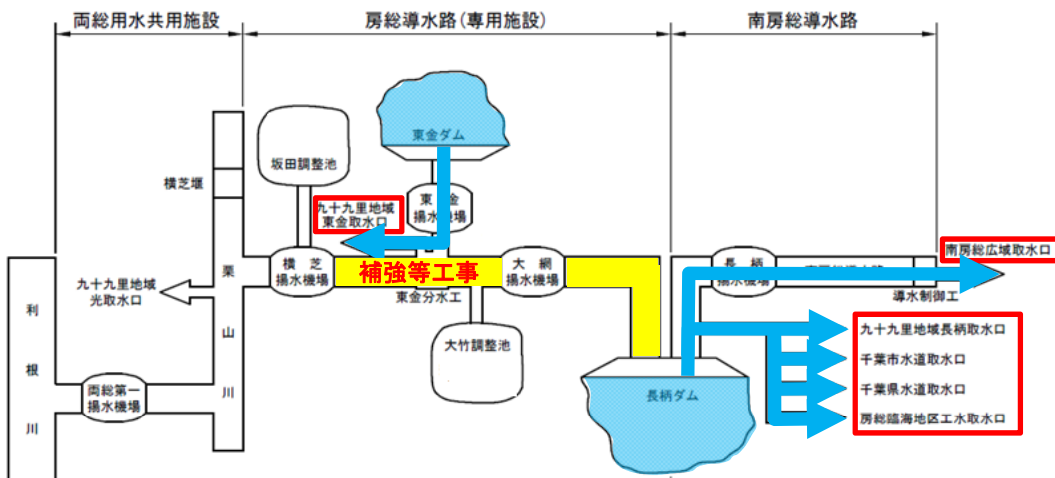 両総用水共用施設
房総導水路(専用施設)
南房総導水路
東金ダム
坂田調整池
横芝堰
東金
揚水機場
九十九里地域
東金取水口
南房総広域取水口
横芝
揚水機場
補強等工事
大網
揚水機場
長柄
揚水機場
南房総導水路
導水制御工
東金分水工
九十九里地域
光取水口
栗山川
利根川
大竹調整池
両総第一
揚水機場
長柄ダム
九十九里地域長柄取水口
千葉市水道取水口
千葉県水道取水口
房総臨海地区工水取水口